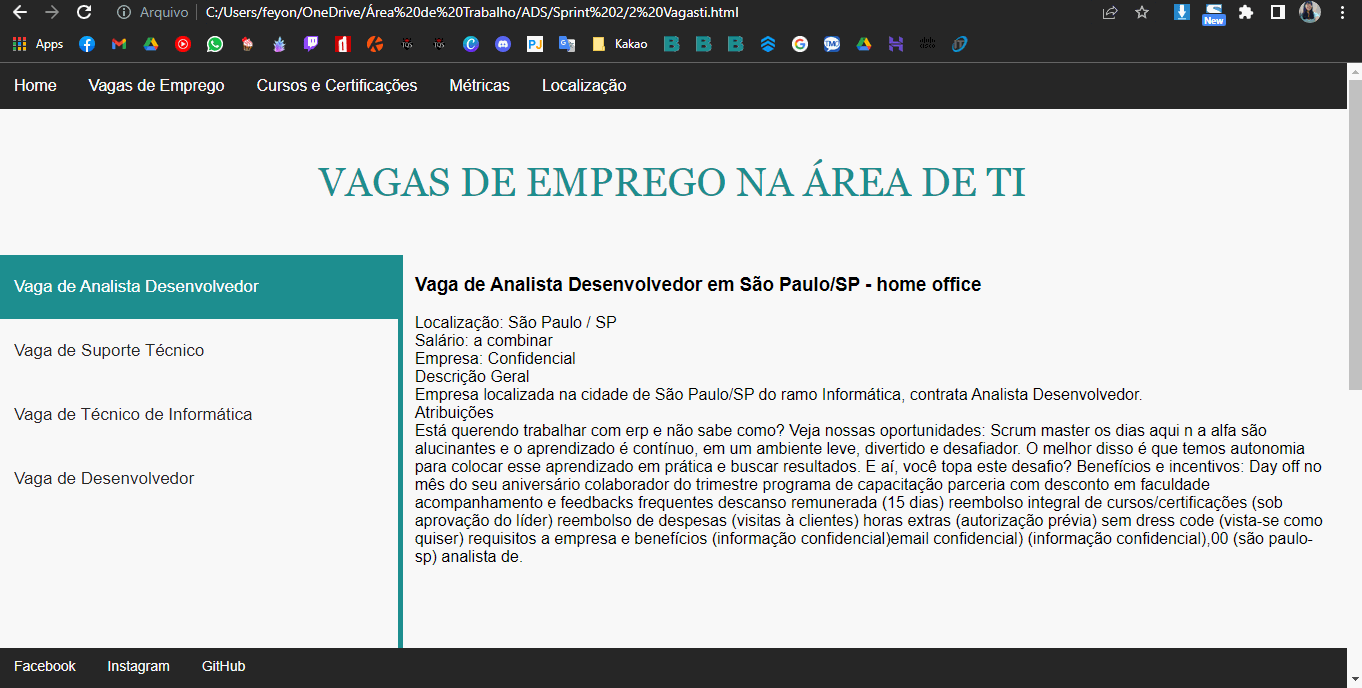 Arquivo C:/Users/feyon/OneDrive/Área%20de%20Trabalho/ADS/Sprint%202/2%20Vagasti.html
New
Apps Kakao
Home Vagas de Emprego Cursos e Certificações Métricas Localização
VAGAS DE EMPREGO NA ÁREA DE TI
Vaga de Analista Desenvolvedor
Vaga de Suporte Técnico
Vaga de Técnico de Informática
Vaga de Desenvolvedor
Vaga de Analista Desenvolvedor em São Paulo/SP - home office
Localização: São Paulo / SP
Salário: a combinar
Empresa: Confidencial
Descrição Geral
Empresa localizada na cidade de São Paulo/SP do ramo Informática, contrata Analista Desenvolvedor.
Atribuições
Está querendo trabalhar com erp e não sabe como? Veja nossas oportunidades: Scrum master os dias aqui n a alfa são
alucinantes e o aprendizado é contínuo, em um ambiente leve, divertido e desafiador. O melhor disso é que temos autonomia
para colocar esse aprendizado em prática e buscar resultados. E aí, você topa este desafio? Benefícios e incentivos: Day off no
mês do seu aniversário colaborador do trimestre programa de capacitação parceria com desconto em faculdade
acompanhamento e feedbacks frequentes descanso remunerada (15 dias) reembolso integral de cursos/certificações (sob
aprovação do líder) reembolso de despesas (visitas à clientes) horas extras (autorização prévia) sem dress code (vista-se como
quiser) requisitos a empresa e benefícios (informação confidencial)email confidencial) (informação confidencial),00 (são paulo-
sp) analista de.
Facebook Instagram GitHub